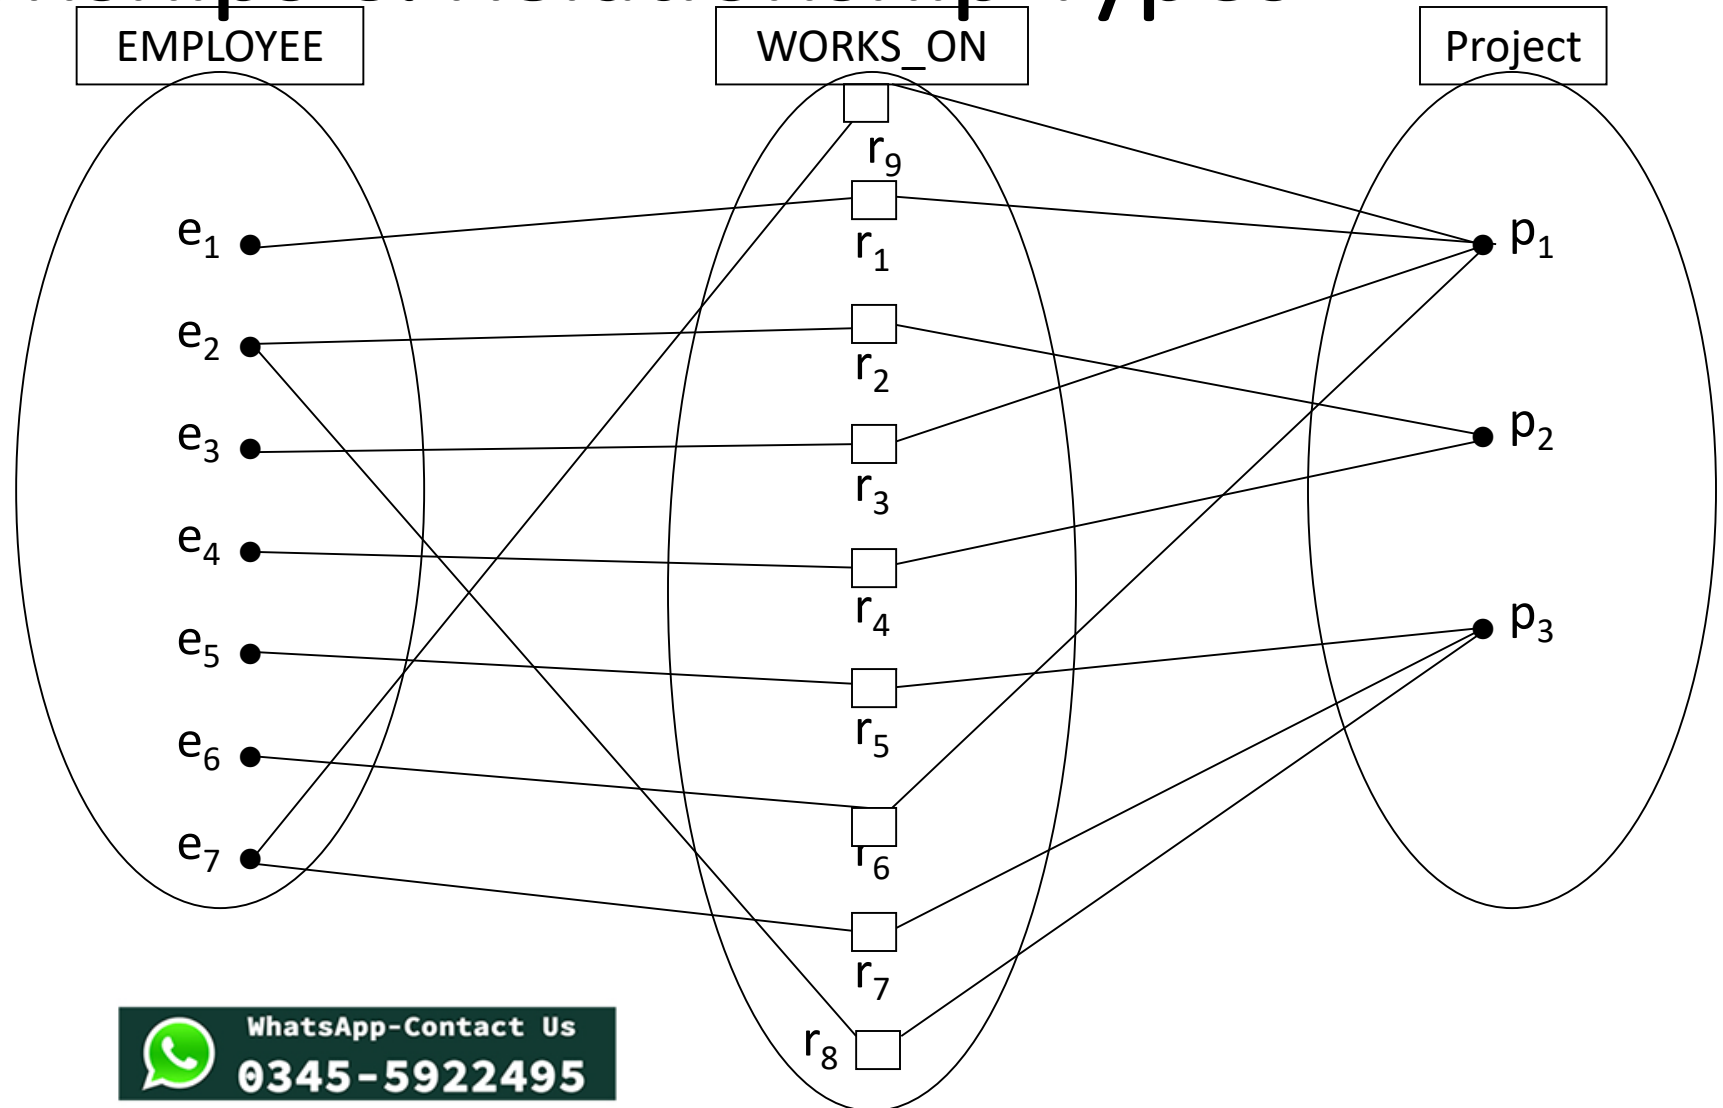 EMPLOYEE WORKS_ON Project
r9
e1 r1 p1
e2 r2
e3 r3 p2
e4 r4
e5 r5 p3
e6 r6
e7 r7
r8
WhatsApp-Contact Us
0345-5922495